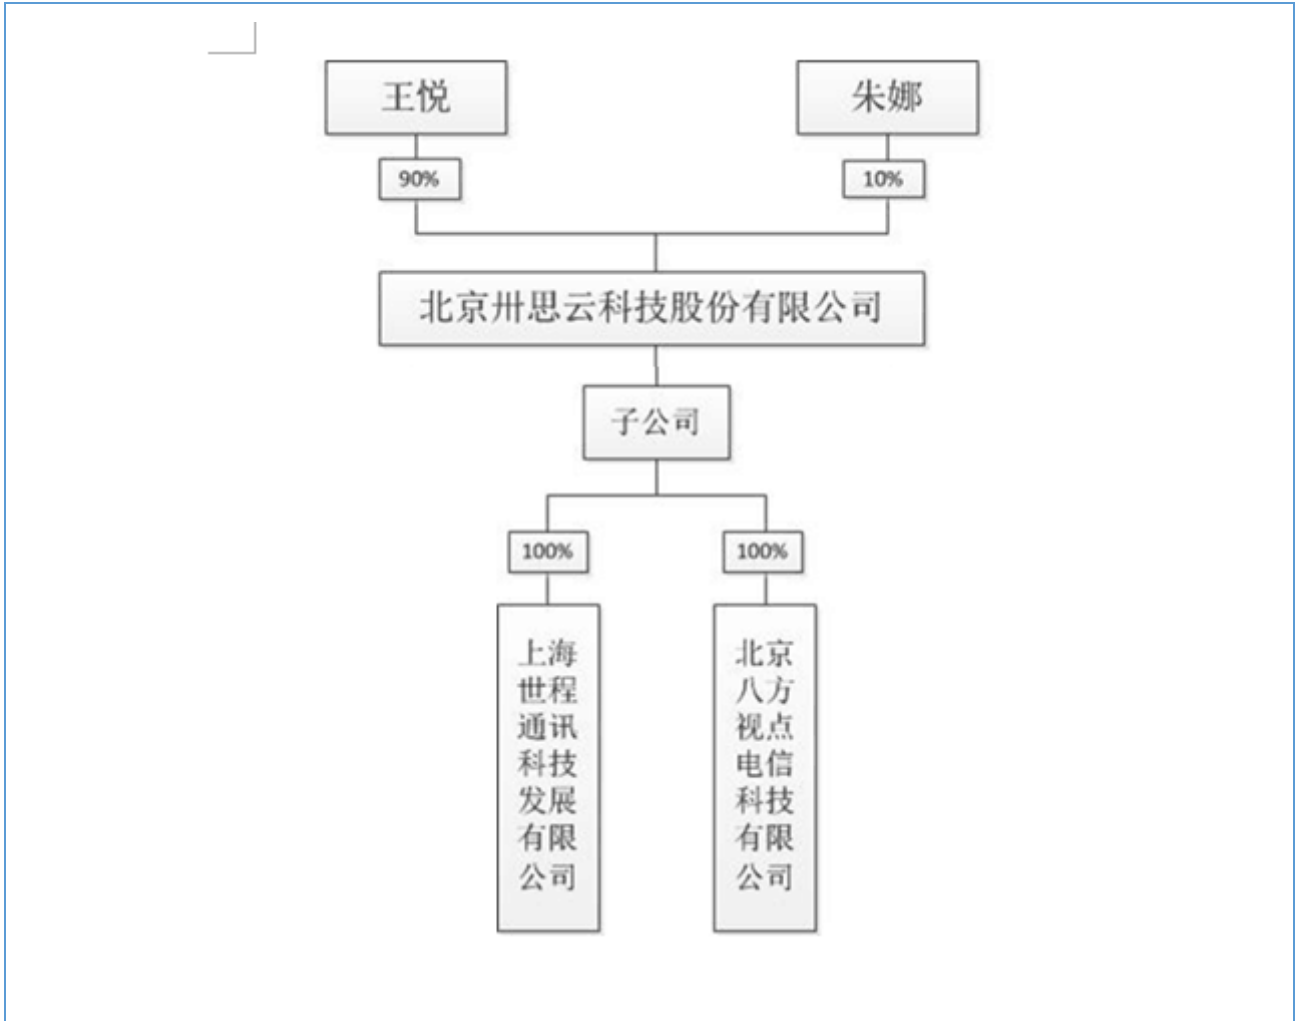 王悦
朱娜
90%
10%
北京卅思云科技股份有限公司
子公司
100%
100%
上海
世程
通讯
科技
发展
有限
公司
北京
八方
视点
电信
科技
有限
公司